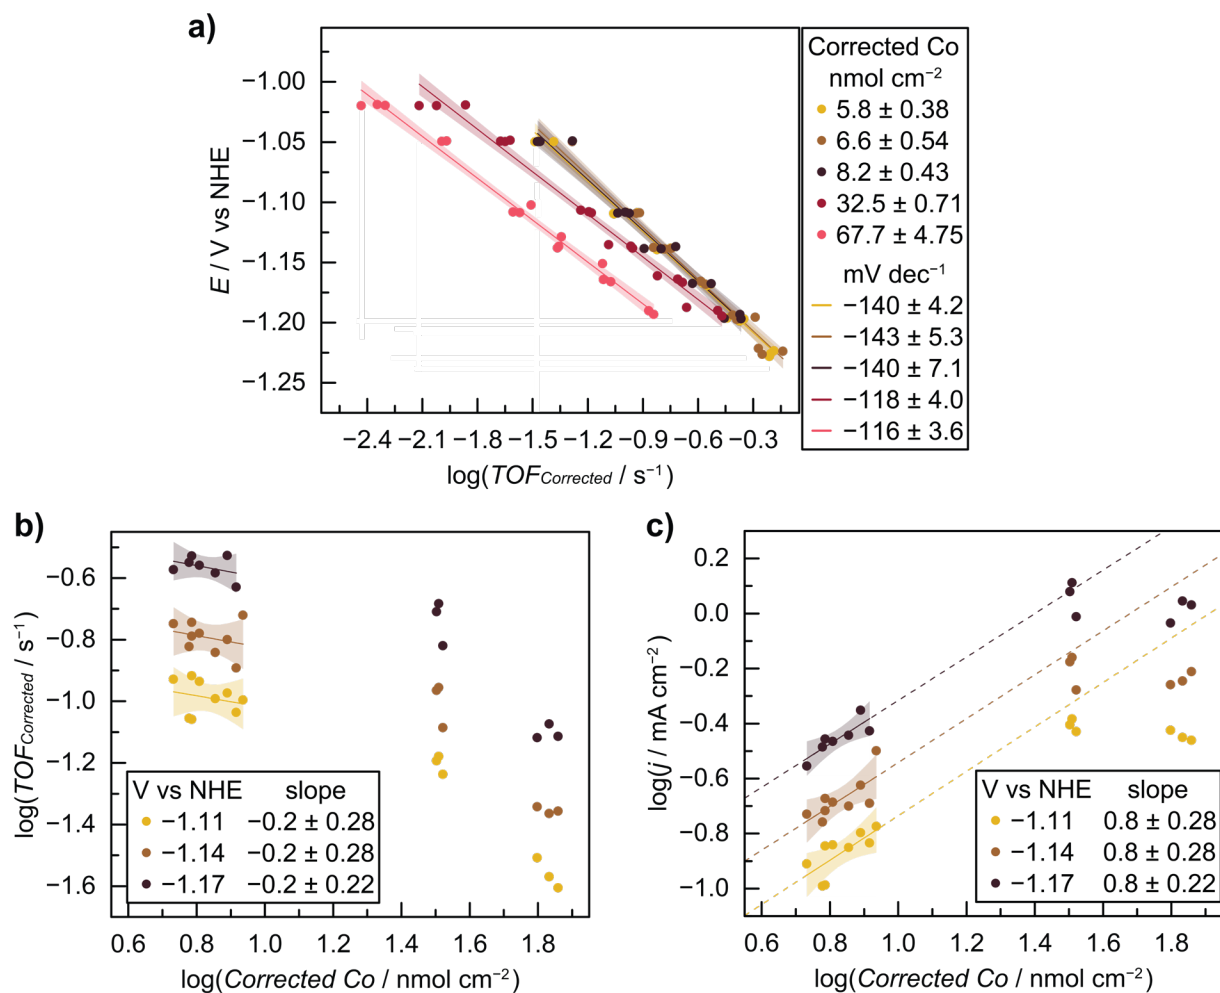 a)
E / V vs NHE
−1.00
−1.05
−1.10
−1.15
−1.20
−1.25
−2.4 −2.1 −1.8 −1.5 −1.2 −0.9 −0.6 −0.3
log(TOFCorrected / s⁻¹)
Corrected Co
nmol cm⁻²
5.8 ± 0.38
6.6 ± 0.54
8.2 ± 0.43
32.5 ± 0.71
67.7 ± 4.75
mV dec⁻¹
−140 ± 4.2
−143 ± 5.3
−140 ± 7.1
−118 ± 4.0
−116 ± 3.6
b)
log(TOFCorrected / s⁻¹)
−0.6
−0.8
−1.0
−1.2
−1.4
−1.6
V vs NHE slope
−1.11 −0.2 ± 0.28
−1.14 −0.2 ± 0.28
−1.17 −0.2 ± 0.22
0.6 0.8 1.0 1.2 1.4 1.6 1.8
log(Corrected Co / nmol cm⁻²)
c)
log(j / mA cm⁻²)
0.2
0.0
−0.2
−0.4
−0.6
−0.8
−1.0
V vs NHE slope
−1.11 0.8 ± 0.28
−1.14 0.8 ± 0.28
−1.17 0.8 ± 0.22
0.6 0.8 1.0 1.2 1.4 1.6 1.8
log(Corrected Co / nmol cm⁻²)